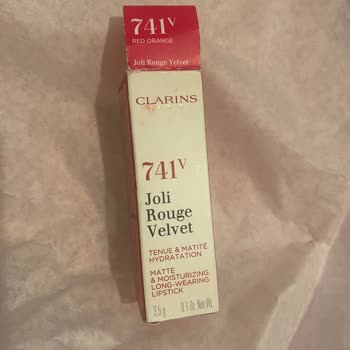 741V
RED ORANGE
Joli Rouge Velvet
CLARINS
741V
Joli
Rouge
Velvet
TENUE & MATITÉ
HYDRATATION
MATTE
& MOISTURIZING
LONG-WEARING
LIPSTICK
3,5 g 0.1 Oz. Net Wt.